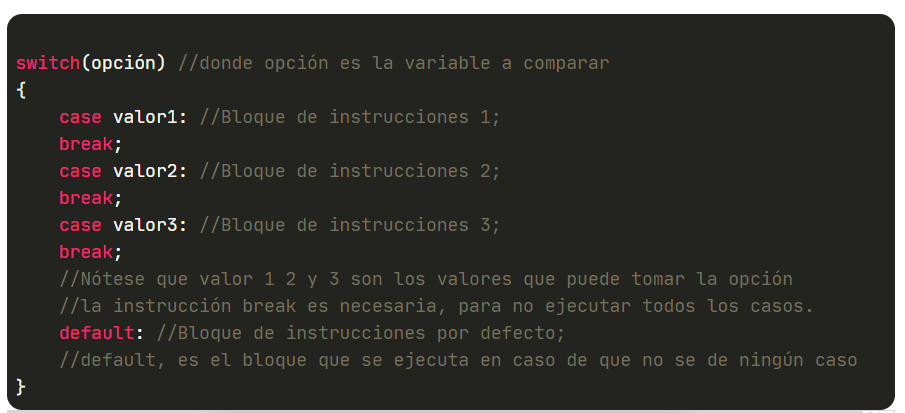 switch(opción) //donde opción es la variable a comparar
{
    case valor1: //Bloque de instrucciones 1;
    break;
    case valor2: //Bloque de instrucciones 2;
    break;
    case valor3: //Bloque de instrucciones 3;
    break;
    //Nótese que valor 1 2 y 3 son los valores que puede tomar la opción
    //la instrucción break es necesaria, para no ejecutar todos los casos.
    default: //Bloque de instrucciones por defecto;
    //default, es el bloque que se ejecuta en caso de que no se de ningún caso
}